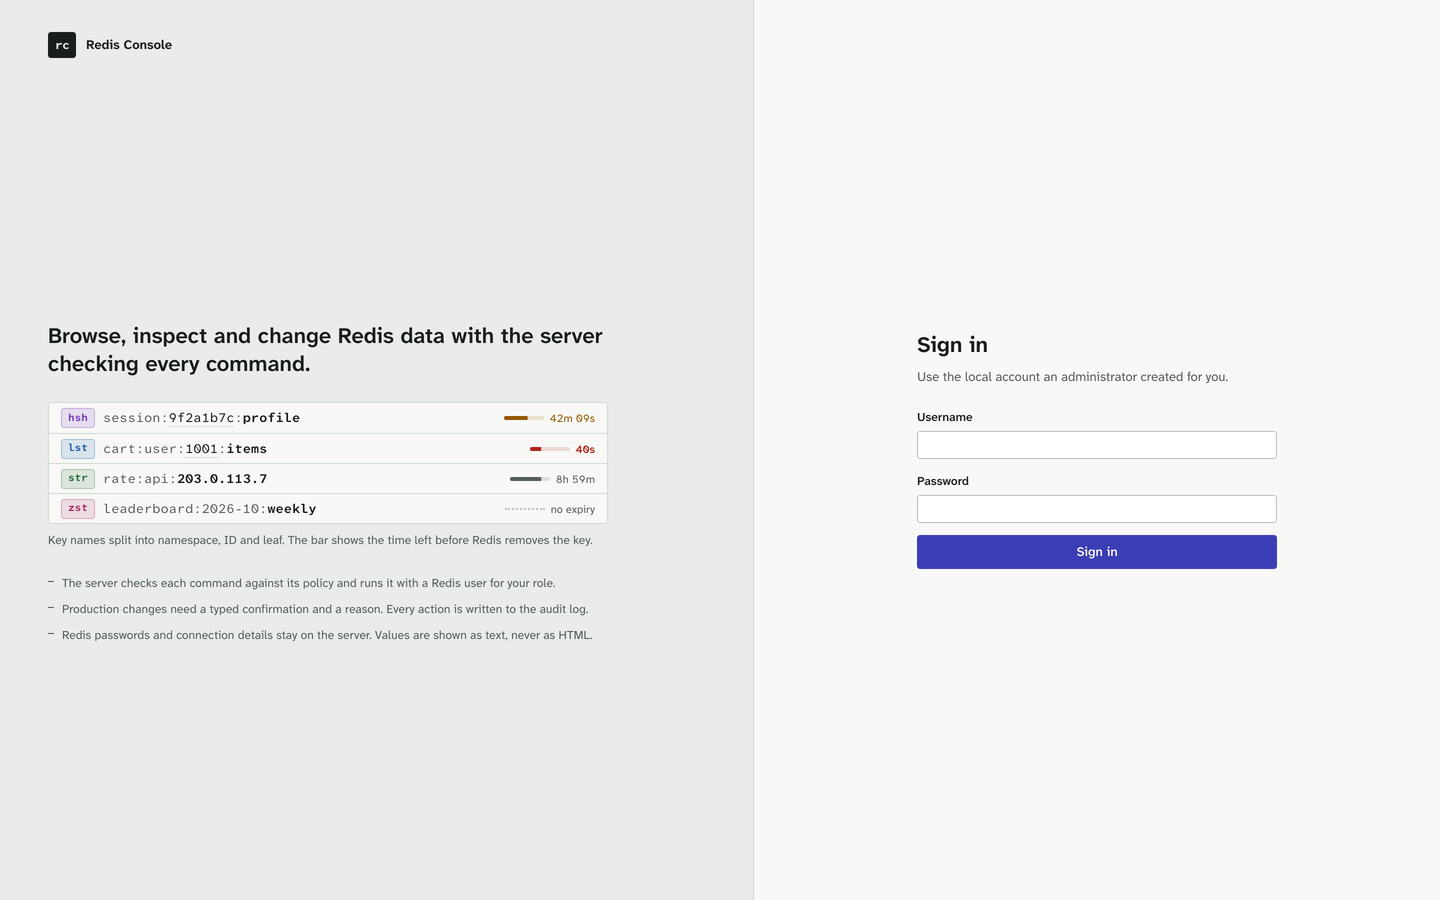 rc Redis Console
Browse, inspect and change Redis data with the server
checking every command.
hsh session:9f2a1b7c:profile 42m 09s
lst cart:user:1001:items 40s
str rate:api:203.0.113.7 8h 59m
zst leaderboard:2026-10:weekly no expiry
Key names split into namespace, ID and leaf. The bar shows the time left before Redis removes the key.
– The server checks each command against its policy and runs it with a Redis user for your role.
– Production changes need a typed confirmation and a reason. Every action is written to the audit log.
– Redis passwords and connection details stay on the server. Values are shown as text, never as HTML.
Sign in
Use the local account an administrator created for you.
Username
Password
Sign in